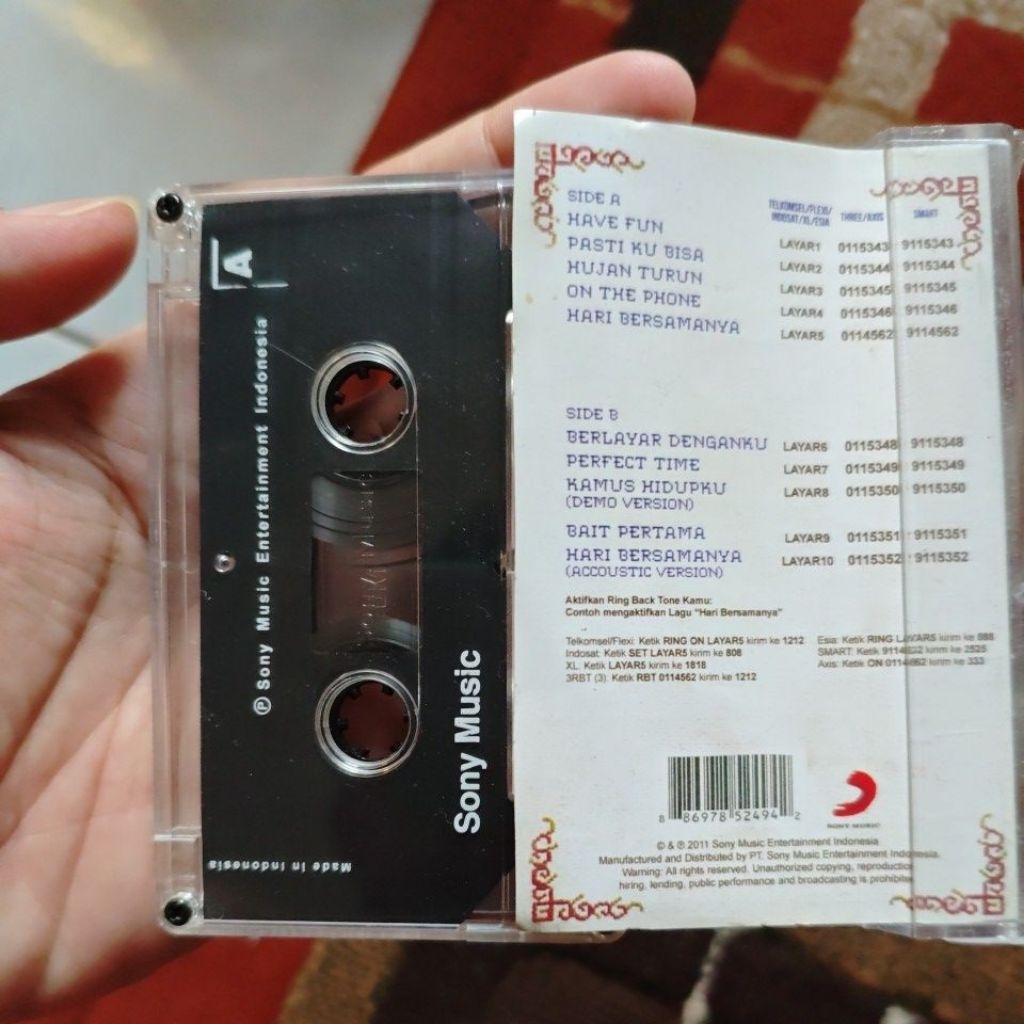 A
℗ Sony Music Entertainment Indonesia
Sony Music
Made in Indonesia
SIDE A
TELKOMSEL/FLEXI/ THREE/AXIS SMART
INDOSAT/XL/ESIA
HAVE FUN LAYAR1 0115343 9115343
PASTI KU BISA LAYAR2 0115344 9115344
HUJAN TURUN LAYAR3 0115345 9115345
ON THE PHONE LAYAR4 0115346 9115346
HARI BERSAMANYA LAYAR5 0114562 9114562
SIDE B
BERLAYAR DENGANKU LAYAR6 0115348 9115348
PERFECT TIME LAYAR7 0115349 9115349
KAMUS HIDUPKU LAYAR8 0115350 9115350
(DEMO VERSION)
BAIT PERTAMA LAYAR9 0115351 9115351
HARI BERSAMANYA LAYAR10 0115352 9115352
(ACCOUSTIC VERSION)
Aktifkan Ring Back Tone Kamu:
Contoh mengaktifkan Lagu "Hari Bersamanya"
Telkomsel/Flexi: Ketik RING ON LAYAR5 kirim ke 1212 Esia: Ketik RING LAYAR5 kirim ke 888
Indosat: Ketik SET LAYAR5 kirim ke 808 SMART: Ketik 9114562 kirim ke 2525
XL. Ketik LAYAR5 kirim ke 1818 Axis: Ketik ON 0114562 kirim ke 333
3RBT (3). Ketik RBT 0114562 kirim ke 1212
8 86978 52494 2
SONY MUSIC
© & ℗ 2011 Sony Music Entertainment Indonesia
Manufactured and Distributed by PT. Sony Music Entertainment Indonesia.
Warning: All rights reserved. Unauthorized copying, reproduction
hiring, lending, public performance and broadcasting is prohibited